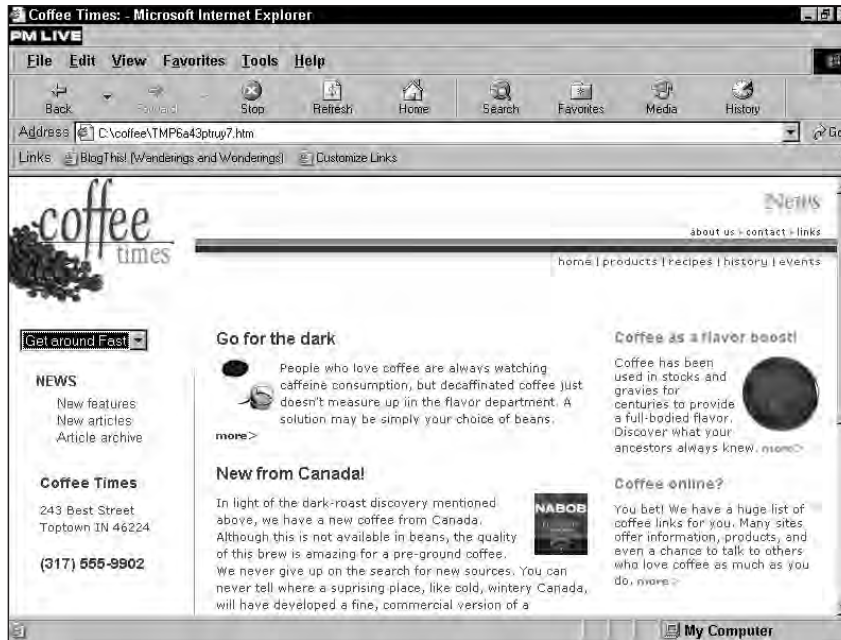 Coffee Times: - Microsoft Internet Explorer
PM LIVE
File Edit View Favorites Tools Help
Back Forward Stop Refresh Home Search Favorites Media History
Address C:\coffee\TMP6a43ptruy7.htm Go
Links BlogThis! (Wanderings and Wonderings) Customize Links
coffee
times
News
about us > contact > links
home | products | recipes | history | events
Get around Fast
NEWS
New features
New articles
Article archive
Coffee Times
243 Best Street
Toptown IN 46224
(317) 555-9902
Go for the dark
People who love coffee are always watching
caffeine consumption, but decaffinated coffee just
doesn't measure up iin the flavor department. A
solution may be simply your choice of beans.
more>
New from Canada!
In light of the dark-roast discovery mentioned
above, we have a new coffee from Canada.
Although this is not available in beans, the quality
of this brew is amazing for a pre-ground coffee.
We never give up on the search for new sources. You can
never tell where a suprising place, like cold, wintery Canada,
will have developed a fine, commercial version of a
NABOB
Coffee as a flavor boost!
Coffee has been
used in stocks and
gravies for
centuries to provide
a full-bodied flavor.
Discover what your
ancestors always knew. more>
Coffee online?
You bet! We have a huge list of
coffee links for you. Many sites
offer information, products, and
even a chance to talk to others
who love coffee as much as you
do. more >
My Computer